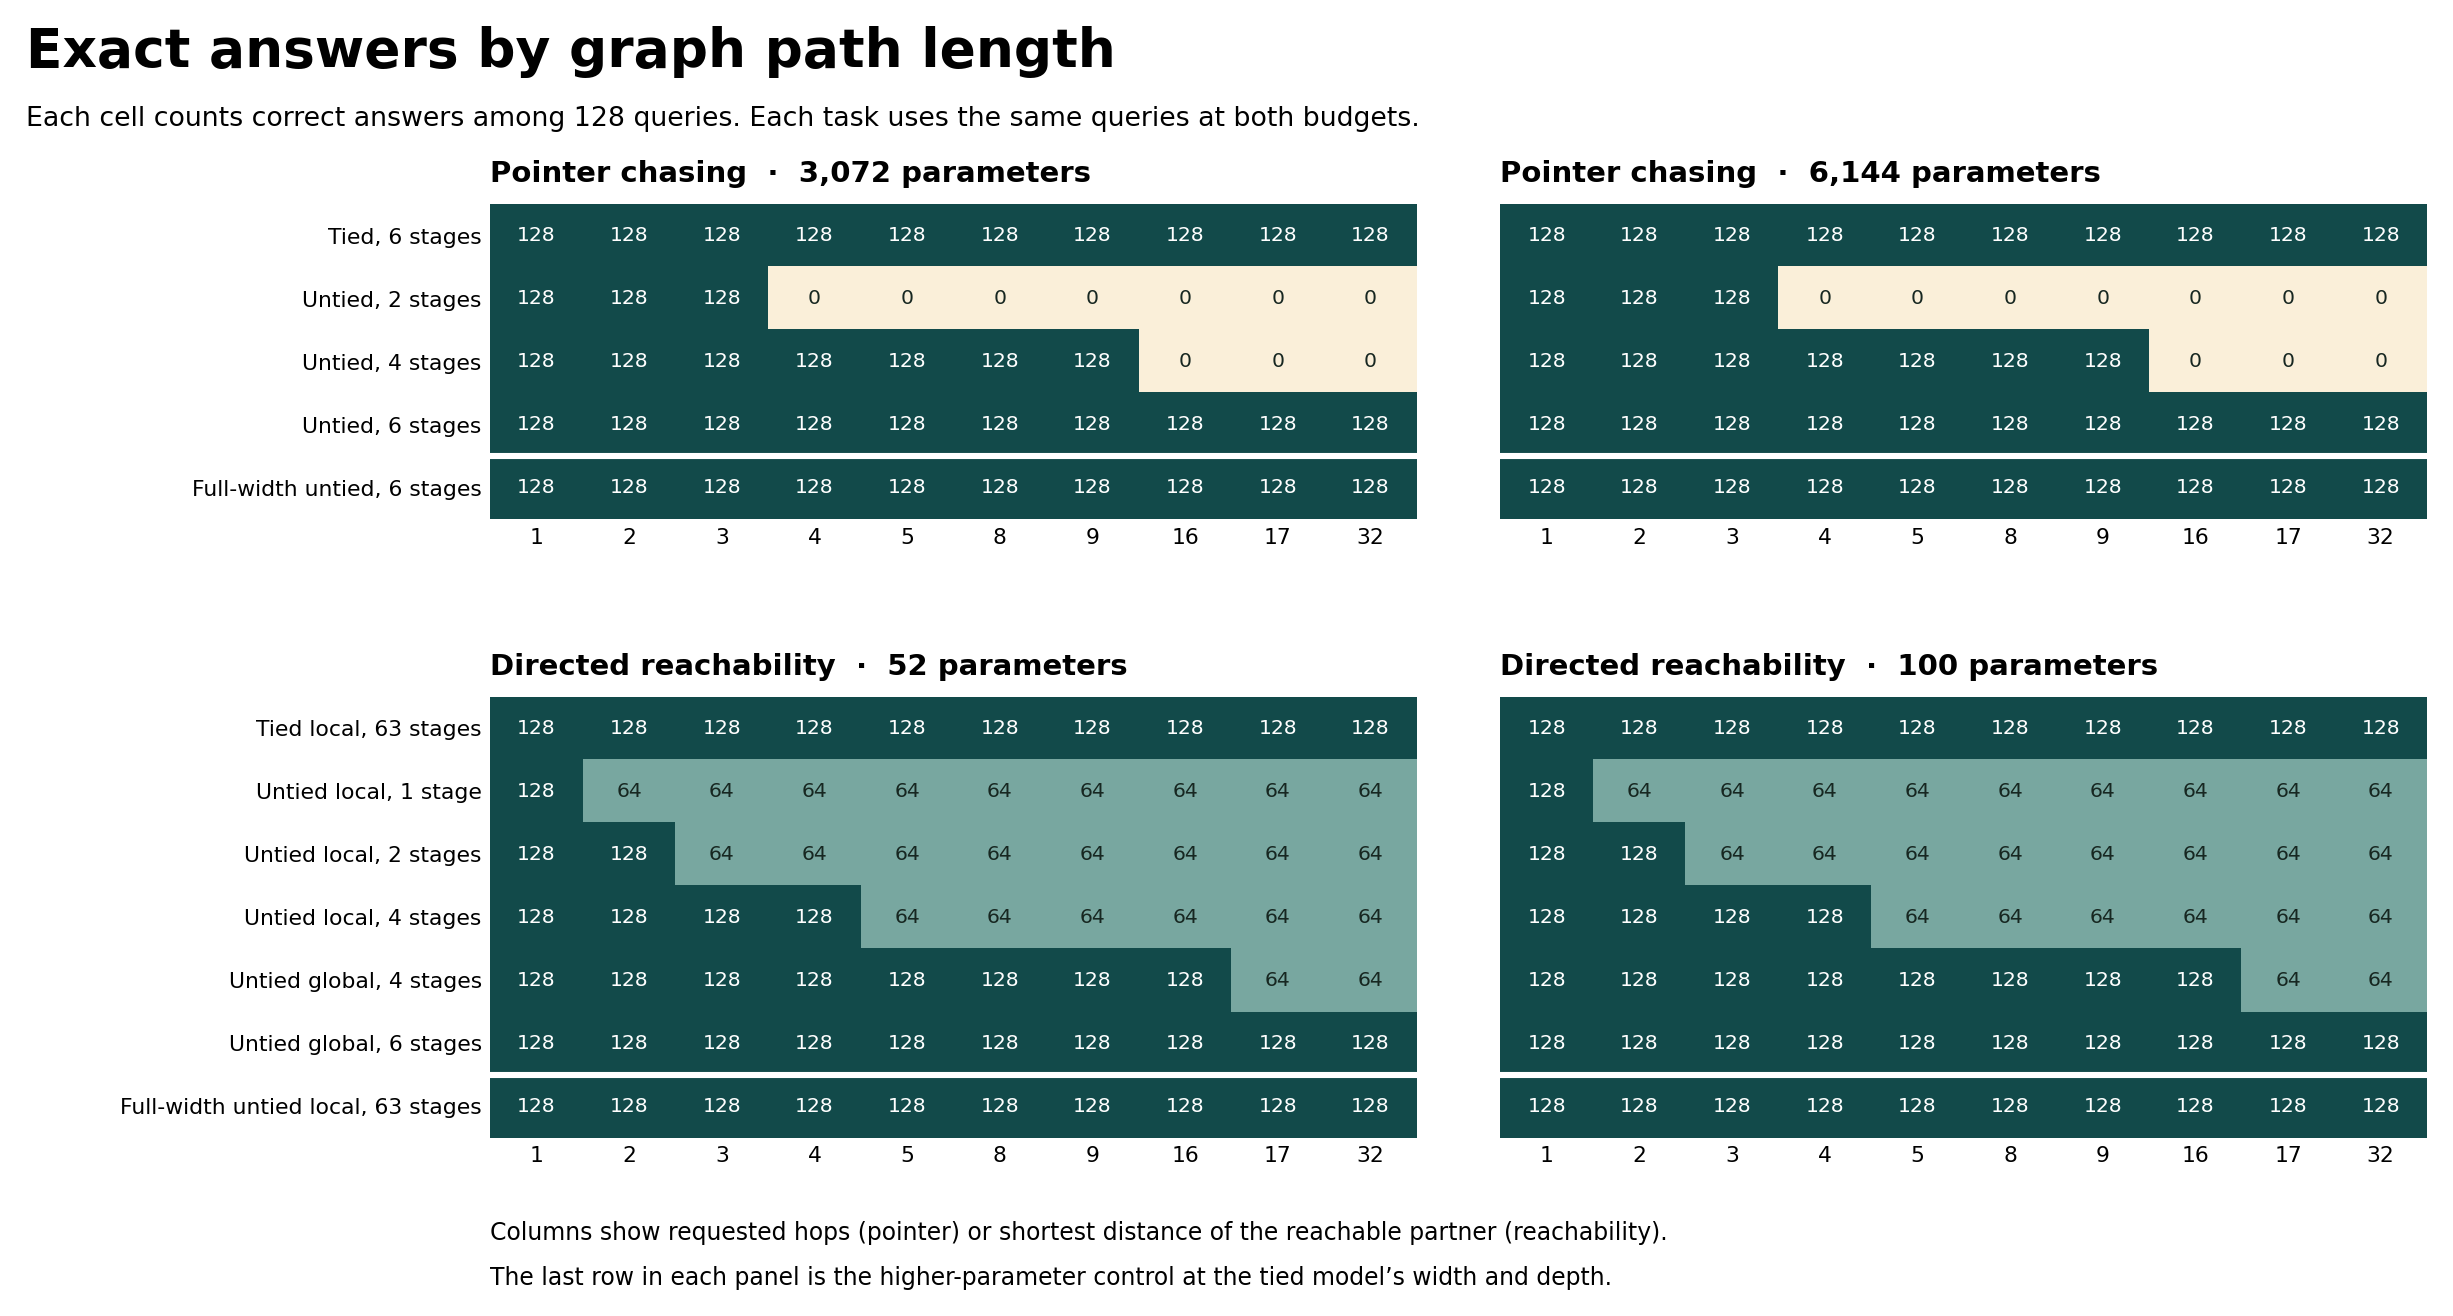 Exact answers by graph path length
Each cell counts correct answers among 128 queries. Each task uses the same queries at both budgets.
Pointer chasing · 3,072 parameters
Tied, 6 stages 128 128 128 128 128 128 128 128 128 128
Untied, 2 stages 128 128 128 0 0 0 0 0 0 0
Untied, 4 stages 128 128 128 128 128 128 128 0 0 0
Untied, 6 stages 128 128 128 128 128 128 128 128 128 128
Full-width untied, 6 stages 128 128 128 128 128 128 128 128 128 128
1 2 3 4 5 8 9 16 17 32
Pointer chasing · 6,144 parameters
128 128 128 128 128 128 128 128 128 128
128 128 128 0 0 0 0 0 0 0
128 128 128 128 128 128 128 0 0 0
128 128 128 128 128 128 128 128 128 128
128 128 128 128 128 128 128 128 128 128
1 2 3 4 5 8 9 16 17 32
Directed reachability · 52 parameters
Tied local, 63 stages 128 128 128 128 128 128 128 128 128 128
Untied local, 1 stage 128 64 64 64 64 64 64 64 64 64
Untied local, 2 stages 128 128 64 64 64 64 64 64 64 64
Untied local, 4 stages 128 128 128 128 64 64 64 64 64 64
Untied global, 4 stages 128 128 128 128 128 128 128 128 64 64
Untied global, 6 stages 128 128 128 128 128 128 128 128 128 128
Full-width untied local, 63 stages 128 128 128 128 128 128 128 128 128 128
1 2 3 4 5 8 9 16 17 32
Directed reachability · 100 parameters
128 128 128 128 128 128 128 128 128 128
128 64 64 64 64 64 64 64 64 64
128 128 64 64 64 64 64 64 64 64
128 128 128 128 64 64 64 64 64 64
128 128 128 128 128 128 128 128 64 64
128 128 128 128 128 128 128 128 128 128
128 128 128 128 128 128 128 128 128 128
1 2 3 4 5 8 9 16 17 32
Columns show requested hops (pointer) or shortest distance of the reachable partner (reachability).
The last row in each panel is the higher-parameter control at the tied model’s width and depth.